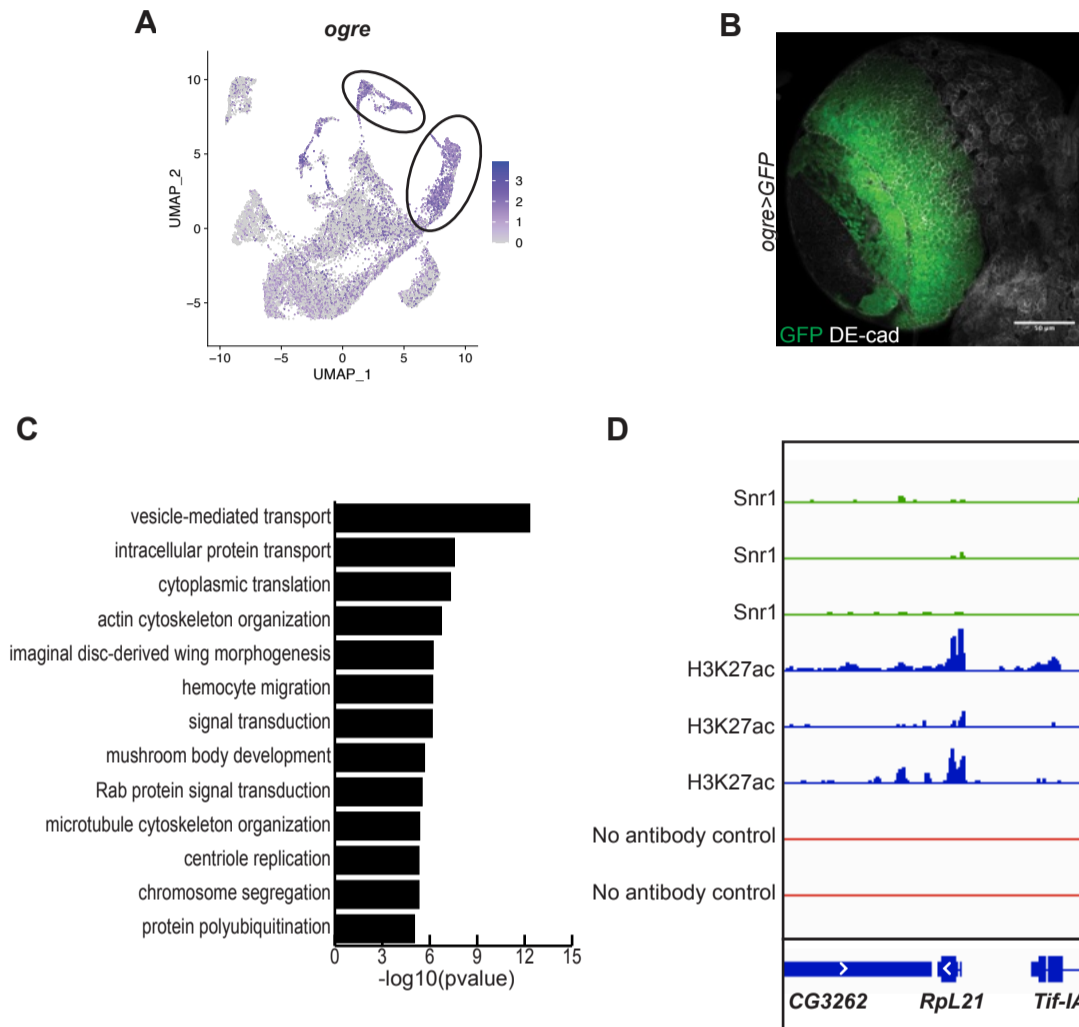 A
ogre
10
5
0
−5
UMAP_2
−10
−5
0
5
10
UMAP_1
3
2
1
0
B
ogre>GFP
GFP DE-cad
50 µm
C
vesicle-mediated transport
intracellular protein transport
cytoplasmic translation
actin cytoskeleton organization
imaginal disc-derived wing morphogenesis
hemocyte migration
signal transduction
mushroom body development
Rab protein signal transduction
microtubule cytoskeleton organization
centriole replication
chromosome segregation
protein polyubiquitination
0
3
6
9
12
15
-log10(pvalue)
D
Snr1
Snr1
Snr1
H3K27ac
H3K27ac
H3K27ac
No antibody control
No antibody control
CG3262
RpL21
Tif-IA